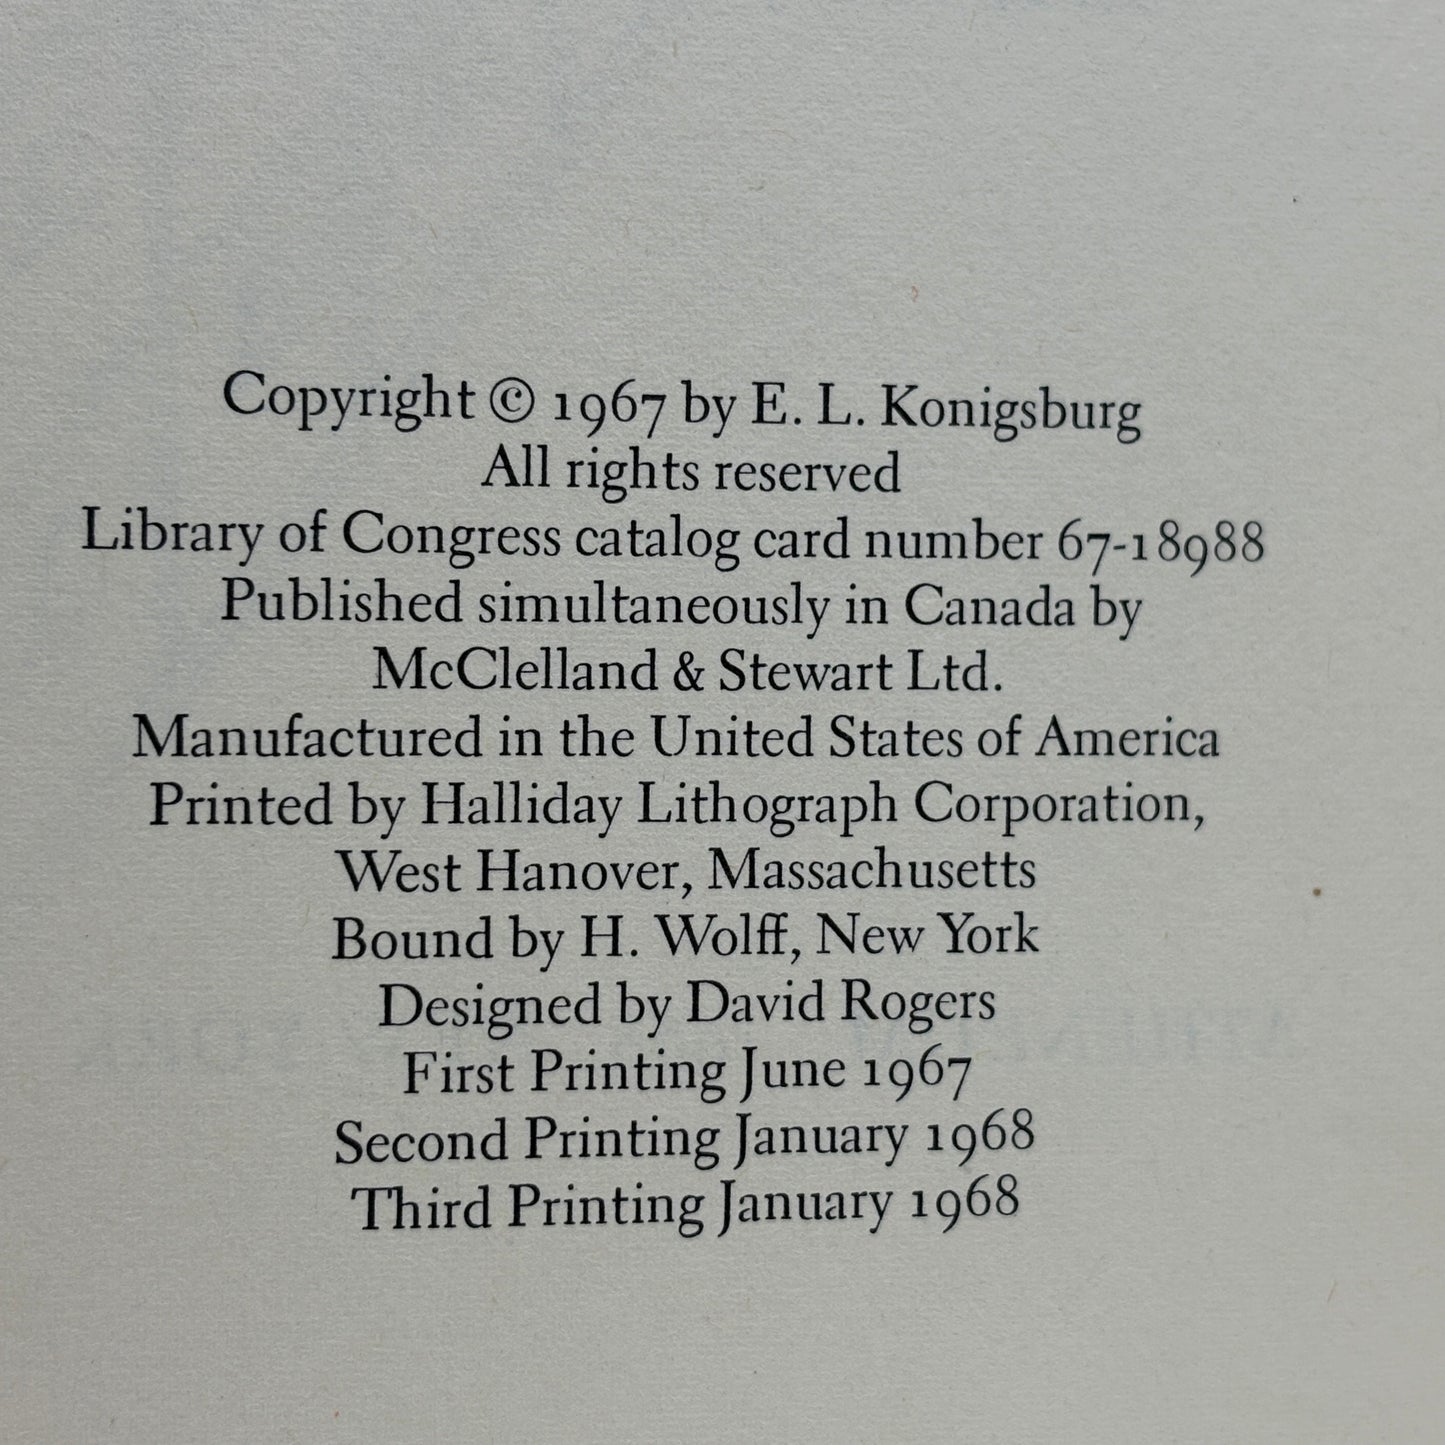 Copyright © 1967 by E. L. Konigsburg
All rights reserved
Library of Congress catalog card number 67-18988
Published simultaneously in Canada by
McClelland & Stewart Ltd.
Manufactured in the United States of America
Printed by Halliday Lithograph Corporation,
West Hanover, Massachusetts
Bound by H. Wolff, New York
Designed by David Rogers
First Printing June 1967
Second Printing January 1968
Third Printing January 1968